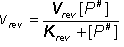 V_rev = V_rev [P^#] / K_rev + [P^#]